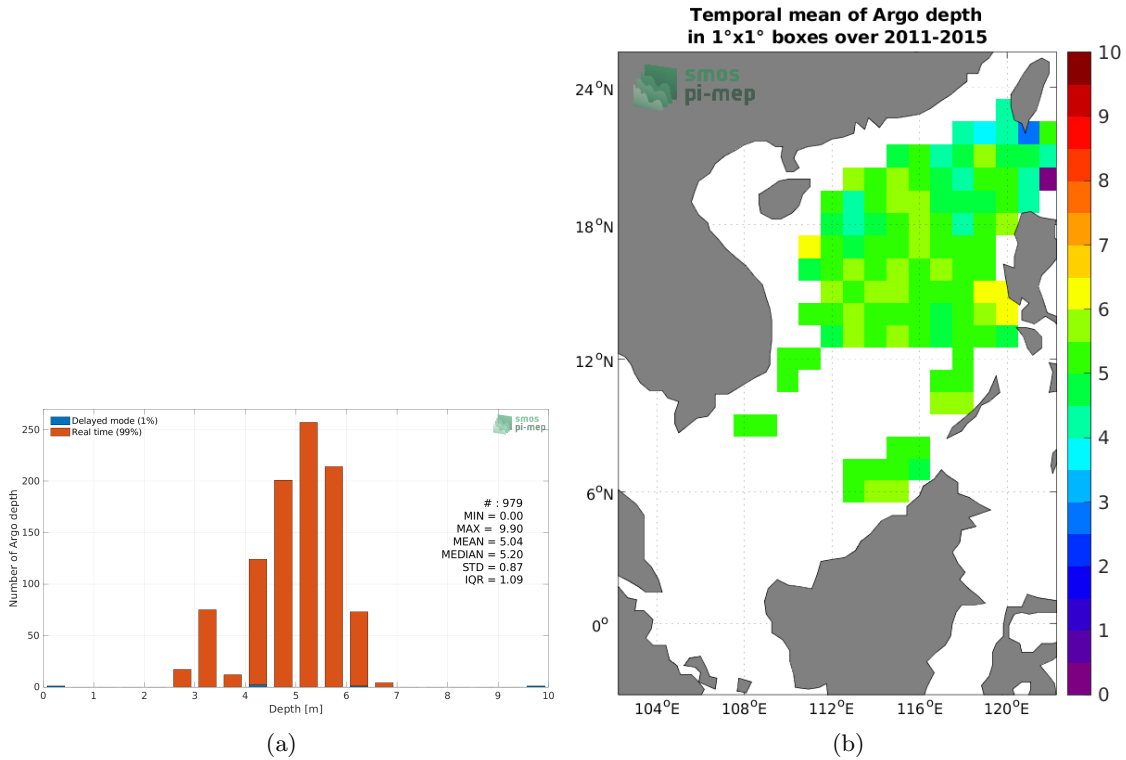 Temporal mean of Argo depth
in 1°x1° boxes over 2011-2015
smos
pi-mep
24°N
18°N
12°N
6°N
0°
104°E
108°E
112°E
116°E
120°E
10
9
8
7
6
5
4
3
2
1
0
Delayed mode (1%)
Real time (99%)
smos
pi-mep
Number of Argo depth
250
200
150
100
50
0
# : 979
MIN = 0.00
MAX = 9.90
MEAN = 5.04
MEDIAN = 5.20
STD = 0.87
IQR = 1.09
0 1 2 3 4 5 6 7 8 9 10
Depth [m]
(a)
(b)